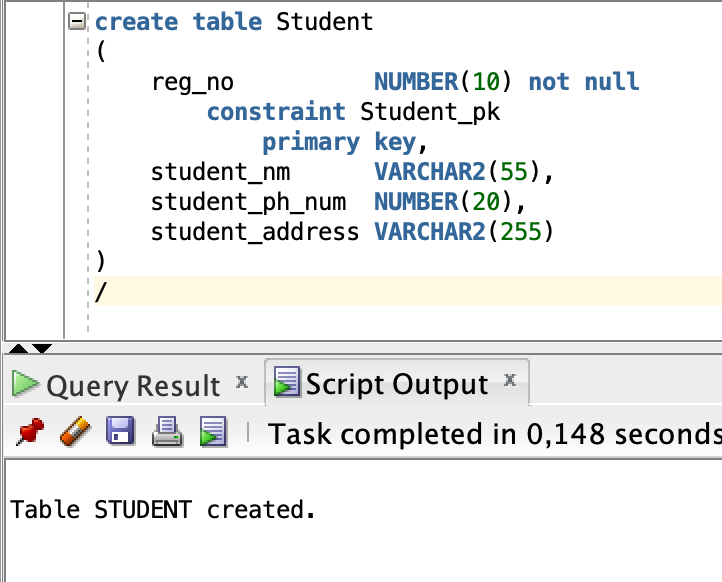 create table Student
(
reg_no NUMBER(10) not null
constraint Student_pk
primary key,
student_nm VARCHAR2(55),
student_ph_num NUMBER(20),
student_address VARCHAR2(255)
)
/
Query Result x Script Output x
Task completed in 0,148 seconds
Table STUDENT created.